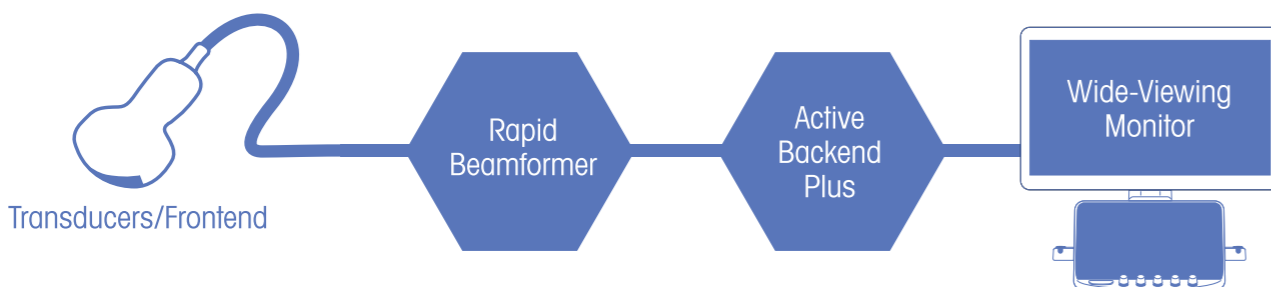 Transducers/Frontend
Rapid
Beamformer
Active
Backend
Plus
Wide-Viewing
Monitor